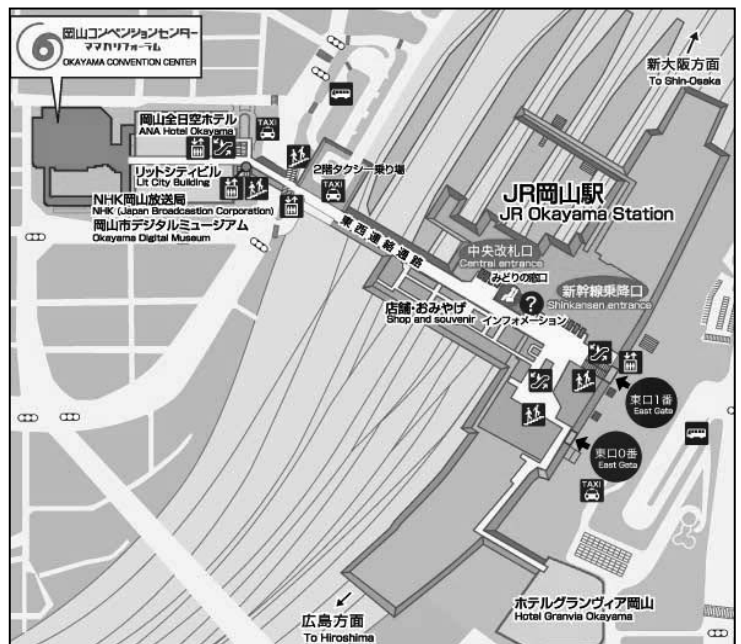 岡山コンベンションセンター
ママカリフォーラム
OKAYAMA CONVENTION CENTER
新大阪方面
To Shin-Osaka
岡山全日空ホテル
ANA Hotel Okayama
TAXI
リットシティビル
Lit City Building
2階タクシー乗り場
TAXI
NHK岡山放送局
NHK (Japan Broadcastion Corporation)
岡山市デジタルミュージアム
Okayama Digital Museum
JR岡山駅
JR Okayama Station
東西連絡通路
中央改札口
Central entrance
みどりの窓口
新幹線乗降口
Shinkansen entrance
店舗・おみやげ
Shop and souvenir
?
インフォメーション
東口1番
East Gate
東口0番
East Gate
TAXI
ホテルグランヴィア岡山
Hotel Granvia Okayama
広島方面
To Hiroshima